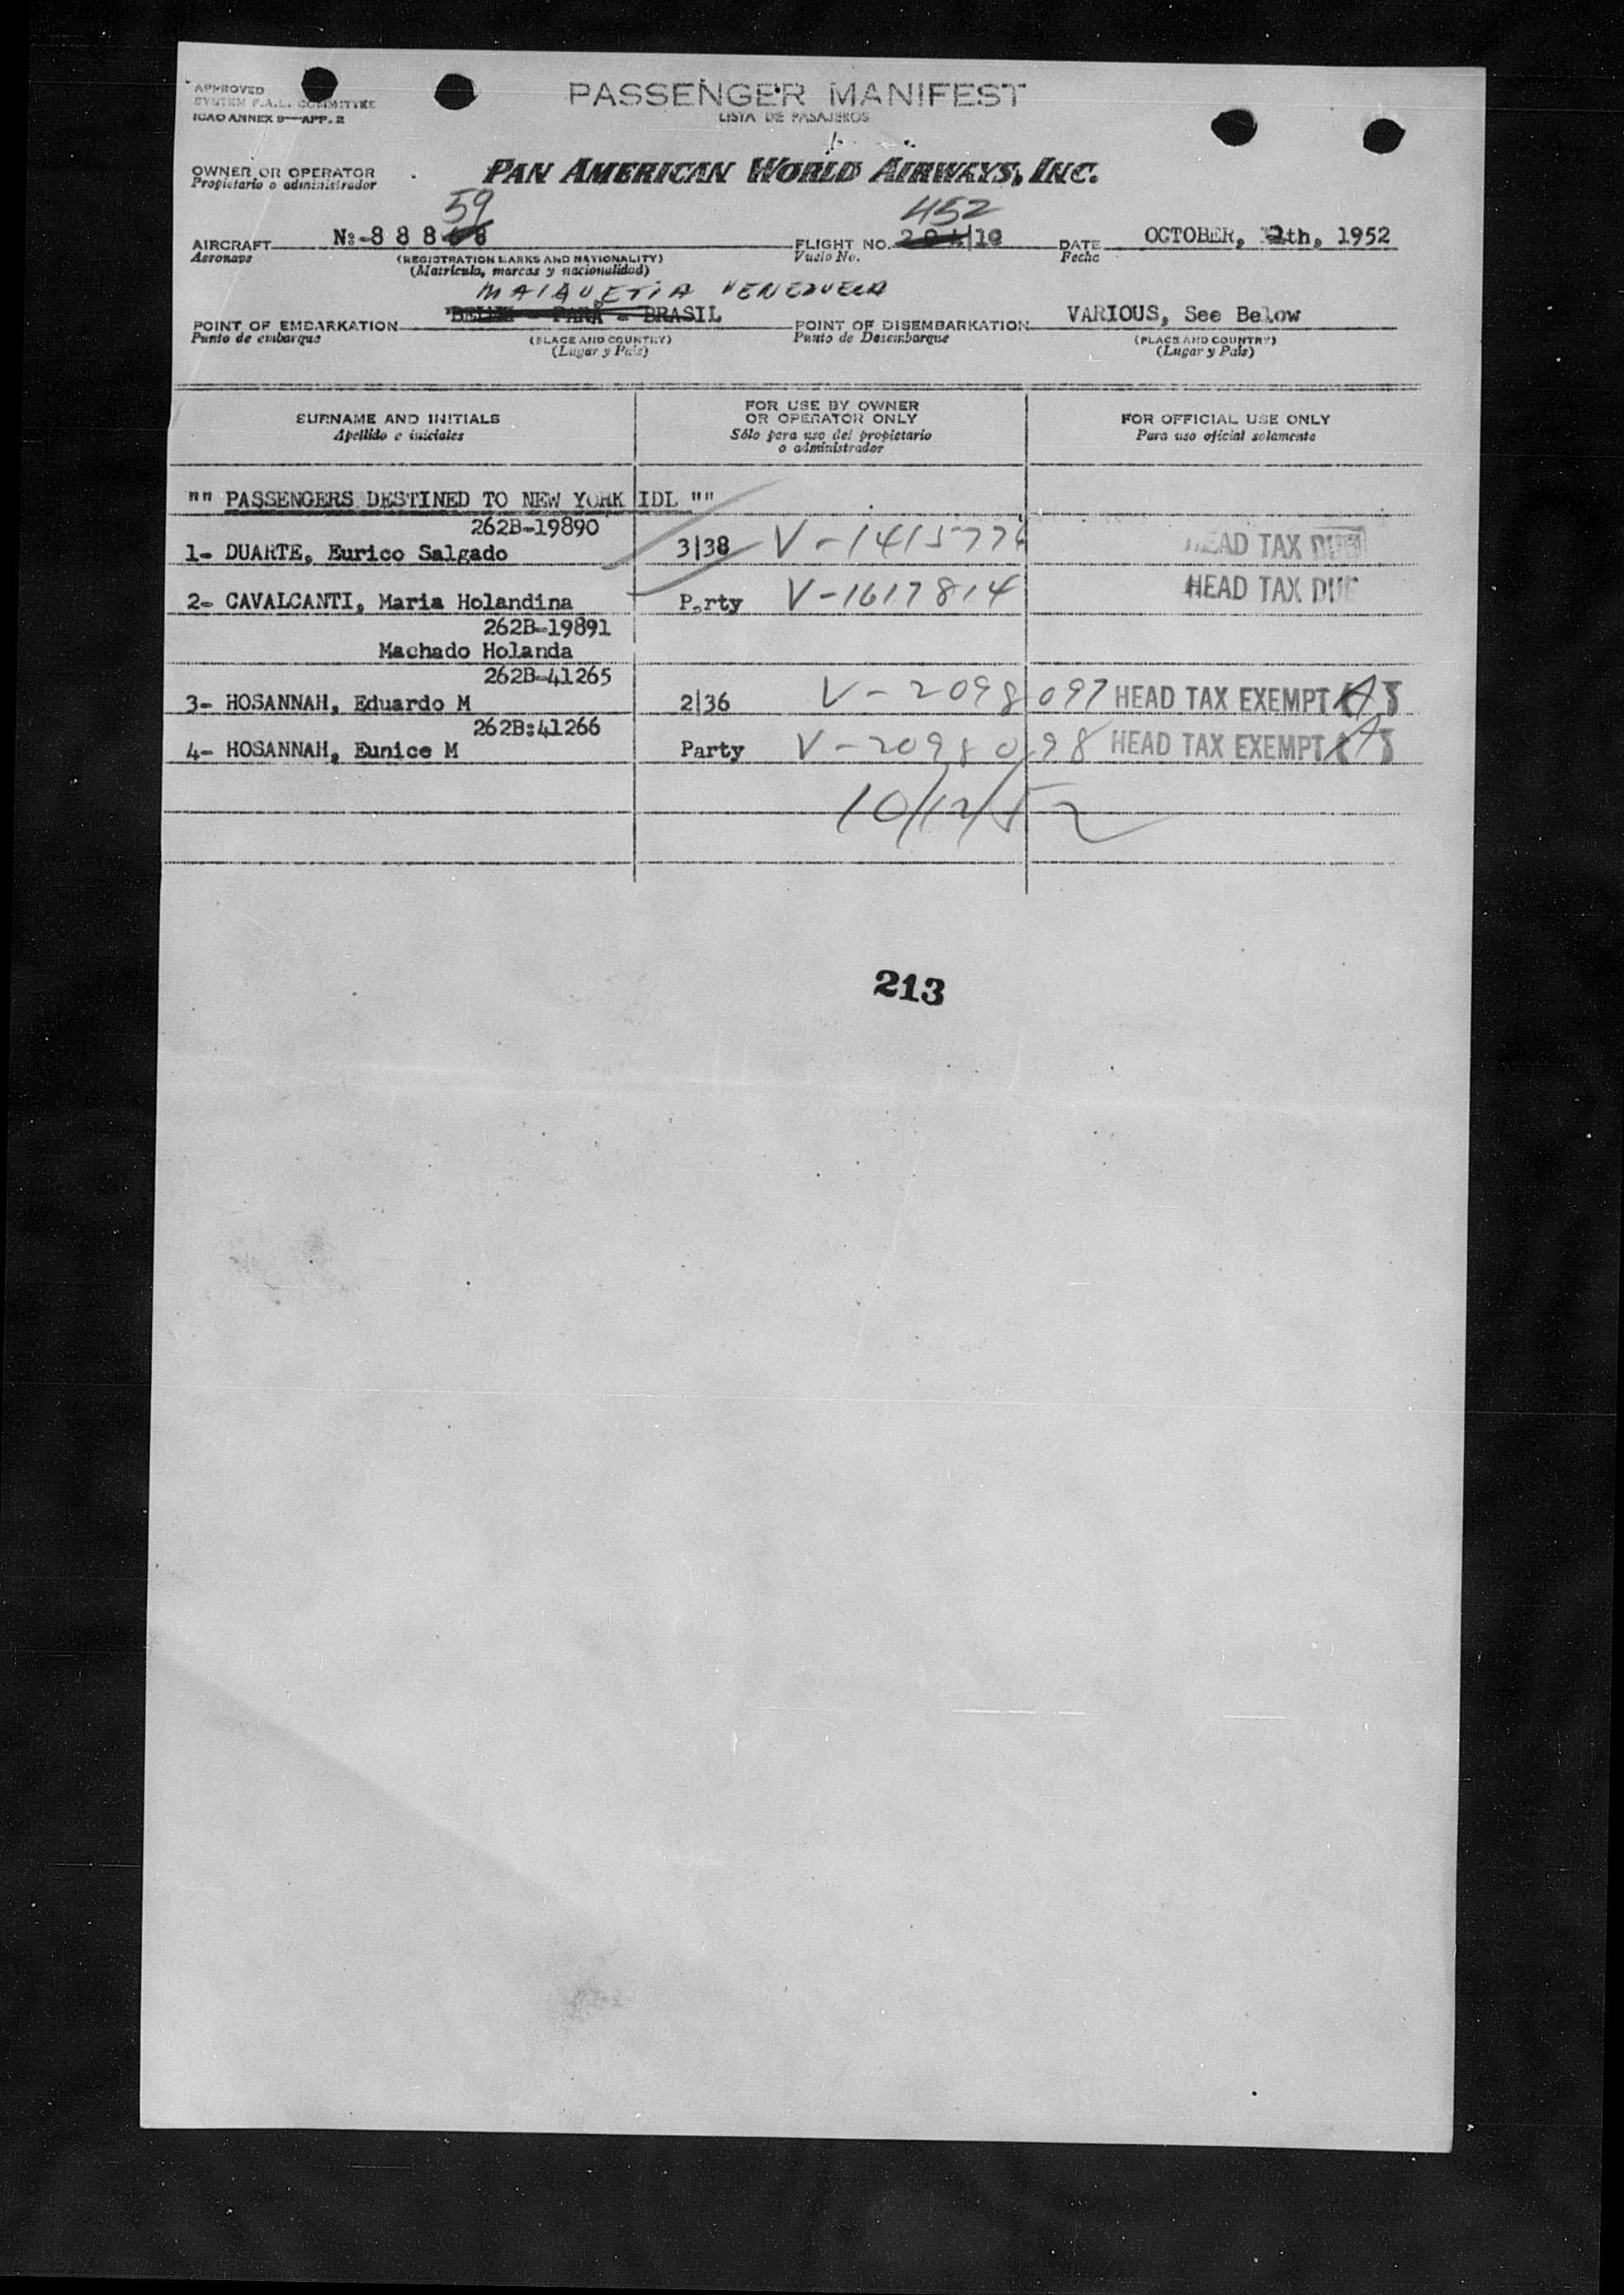 APPROVED
SYSTEM F.A.L. COMMITTEE
ICAO ANNEX 9—APP. 2
PASSENGER MANIFEST
LISTA DE PASAJEROS
OWNER OR OPERATOR
Propietario o administrador
PAN AMERICAN WORLD AIRWAYS, INC.
59
452
AIRCRAFT N:-888 8 FLIGHT NO. |10 DATE OCTOBER, th, 1952
Aeronave (REGISTRATION MARKS AND NATIONALITY) Vuelo No. Fecha
(Matrícula, marcas y nacionalidad)
MAIQUETIA VENEZUELA
POINT OF EMBARKATION BELEM - PARÁ - BRASIL POINT OF DISEMBARKATION VARIOUS, See Below
Punto de embarque (PLACE AND COUNTRY) Punto de Desembarque (PLACE AND COUNTRY)
(Lugar y País) (Lugar y País)
SURNAME AND INITIALS
Apellido e iniciales
FOR USE BY OWNER
OR OPERATOR ONLY
Sólo para uso del propietario
o administrador
FOR OFFICIAL USE ONLY
Para uso oficial solamente
"" PASSENGERS DESTINED TO NEW YORK IDL ""
262B-19890
1- DUARTE, Eurico Salgado 3|38 V-1415776 HEAD TAX DUE
2- CAVALCANTI, Maria Holandina Party V-1617814 HEAD TAX DUE
262B-19891
Machado Holanda
262B-41265
3- HOSANNAH, Eduardo M 2|36 V-2098097 HEAD TAX EXEMPT
262B:41266
4- HOSANNAH, Eunice M Party V-2098098 HEAD TAX EXEMPT
10/12/52
213